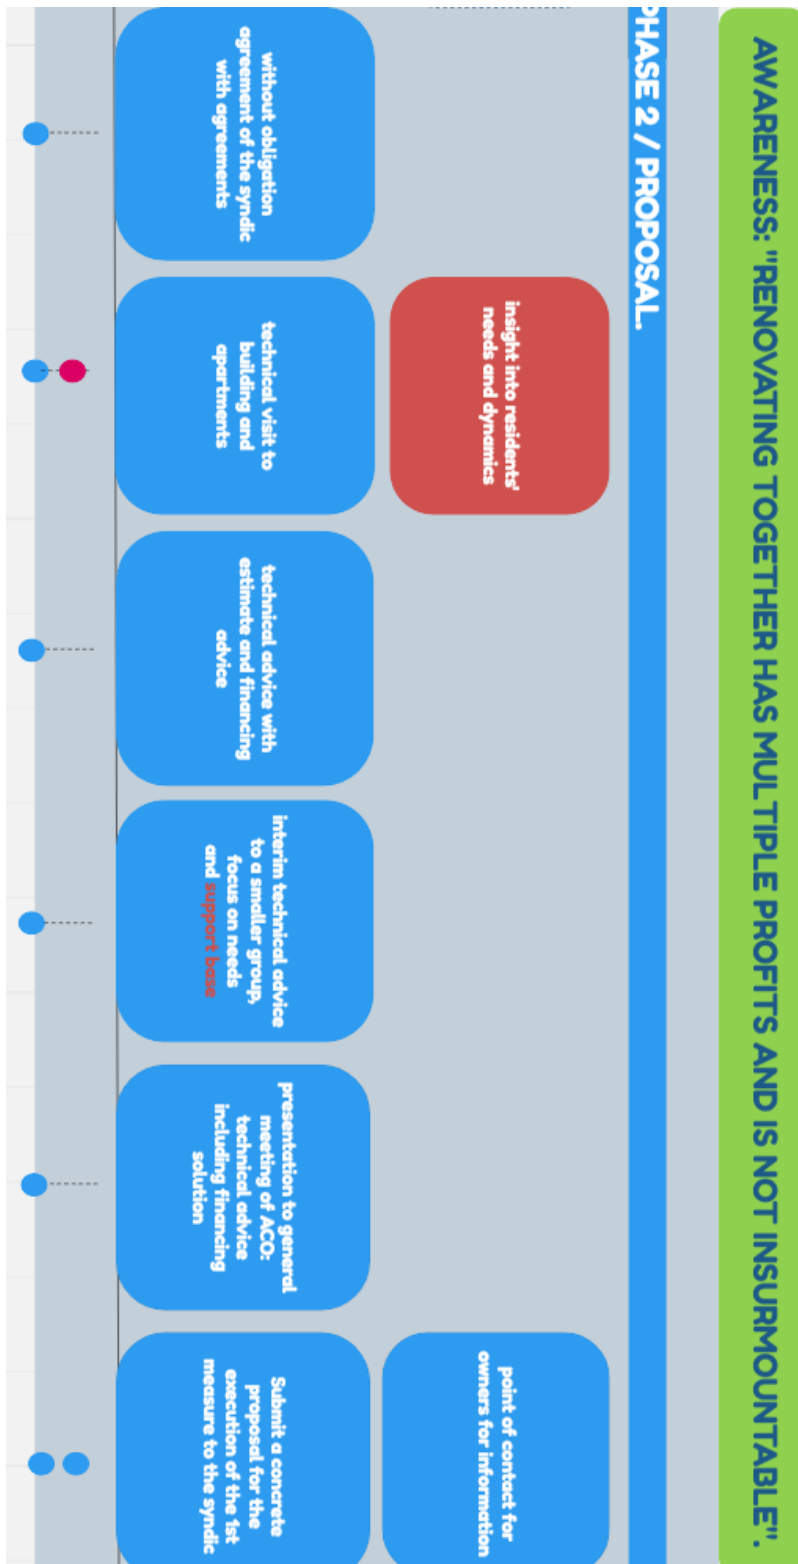 AWARENESS: "RENOVATING TOGETHER HAS MULTIPLE PROFITS AND IS NOT INSURMOUNTABLE".
PHASE 2 / PROPOSAL.
insight into residents'
needs and dynamics
point of contact for
owners for information
without obligation
agreement of the syndic
with agreements
technical visit to
building and
apartments
technical advice with
estimate and financing
advice
interim technical advice
to a smaller group,
focus on needs
and support base
presentation to general
meeting of ACO:
technical advice
including financing
solution
Submit a concrete
proposal for the
execution of the 1st
measure to the syndic